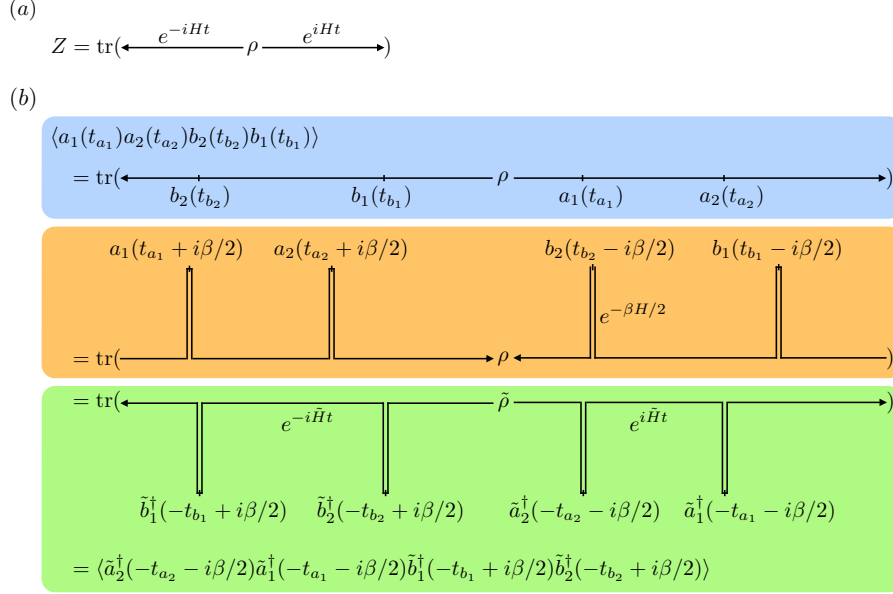 (a)
Z = tr( e^{-iHt} ρ e^{iHt} )
(b)
⟨a_1(t_{a_1})a_2(t_{a_2})b_2(t_{b_2})b_1(t_{b_1})⟩
= tr( ρ )
b_2(t_{b_2}) b_1(t_{b_1}) a_1(t_{a_1}) a_2(t_{a_2})
a_1(t_{a_1} + iβ/2) a_2(t_{a_2} + iβ/2) b_2(t_{b_2} − iβ/2) b_1(t_{b_1} − iβ/2)
e^{−βH/2}
= tr( ρ )
= tr( ρ̃ )
e^{−iH̃t} e^{iH̃t}
b̃_1^†(−t_{b_1} + iβ/2) b̃_2^†(−t_{b_2} + iβ/2) ã_2^†(−t_{a_2} − iβ/2) ã_1^†(−t_{a_1} − iβ/2)
= ⟨ã_2^†(−t_{a_2} − iβ/2)ã_1^†(−t_{a_1} − iβ/2)b̃_1^†(−t_{b_1} + iβ/2)b̃_2^†(−t_{b_2} + iβ/2)⟩